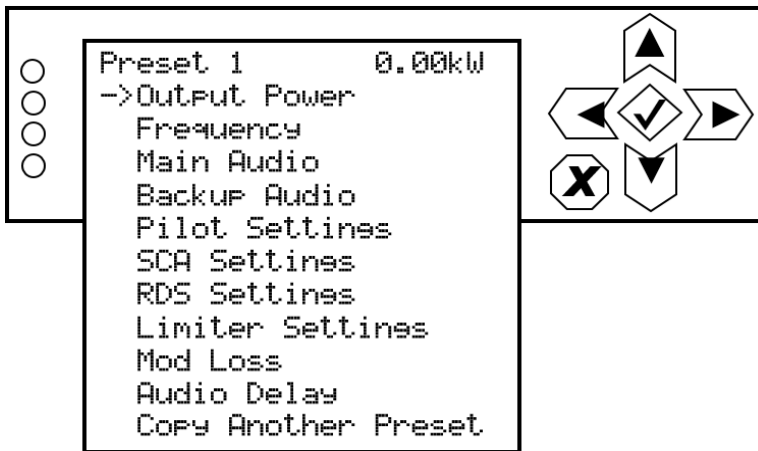 Preset 1 0.00kW
->Output Power
Frequency
Main Audio
Backup Audio
Pilot Settings
SCA Settings
RDS Settings
Limiter Settings
Mod Loss
Audio Delay
Copy Another Preset
X